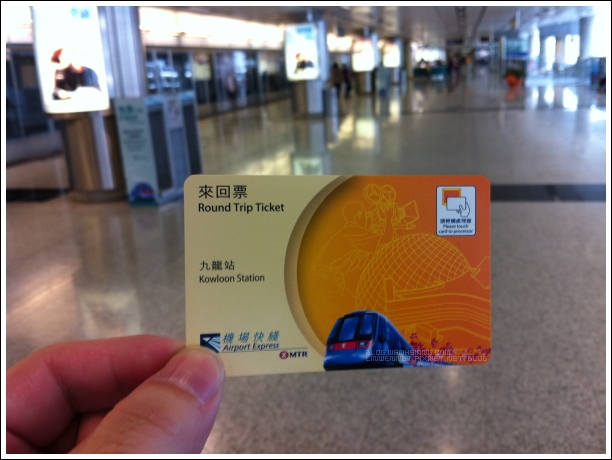 來回票
Round Trip Ticket
請將觸處理器
Please touch
card to processor
九龍站
Kowloon Station
機場快綫
Airport Express
MTR